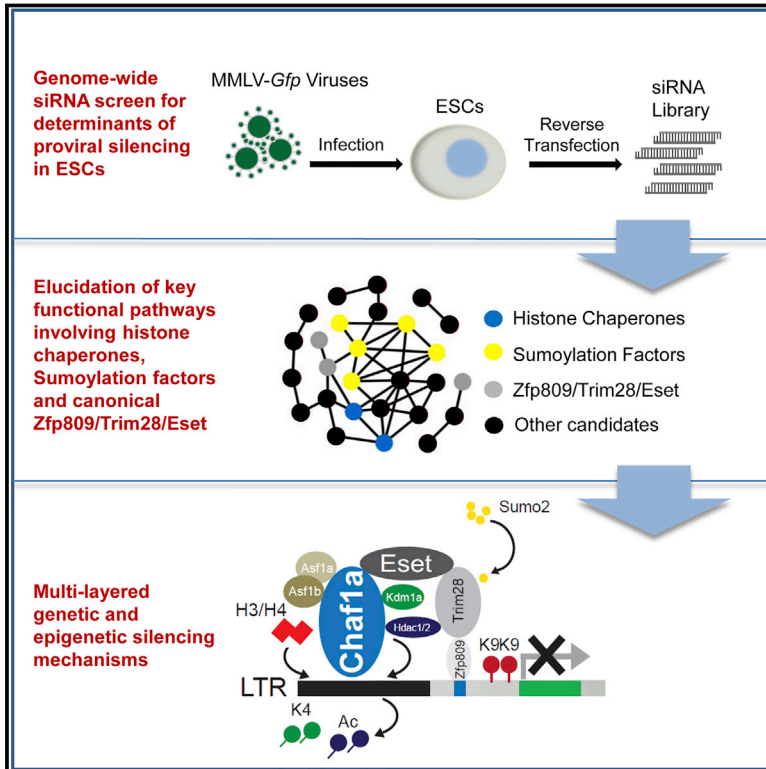 Genome-wide
siRNA screen for
determinants of
proviral silencing
in ESCs
MMLV-Gfp Viruses
Infection
ESCs
Reverse
Transfection
siRNA
Library
Elucidation of key
functional pathways
involving histone
chaperones,
Sumoylation factors
and canonical
Zfp809/Trim28/Eset
Histone Chaperones
Sumoylation Factors
Zfp809/Trim28/Eset
Other candidates
Multi-layered
genetic and
epigenetic silencing
mechanisms
Sumo2
Asf1a
Asf1b
Eset
Chaf1a
Kdm1a
Hdac1/2
Trim28
Zfp809
H3/H4
K9K9
LTR
K4
Ac